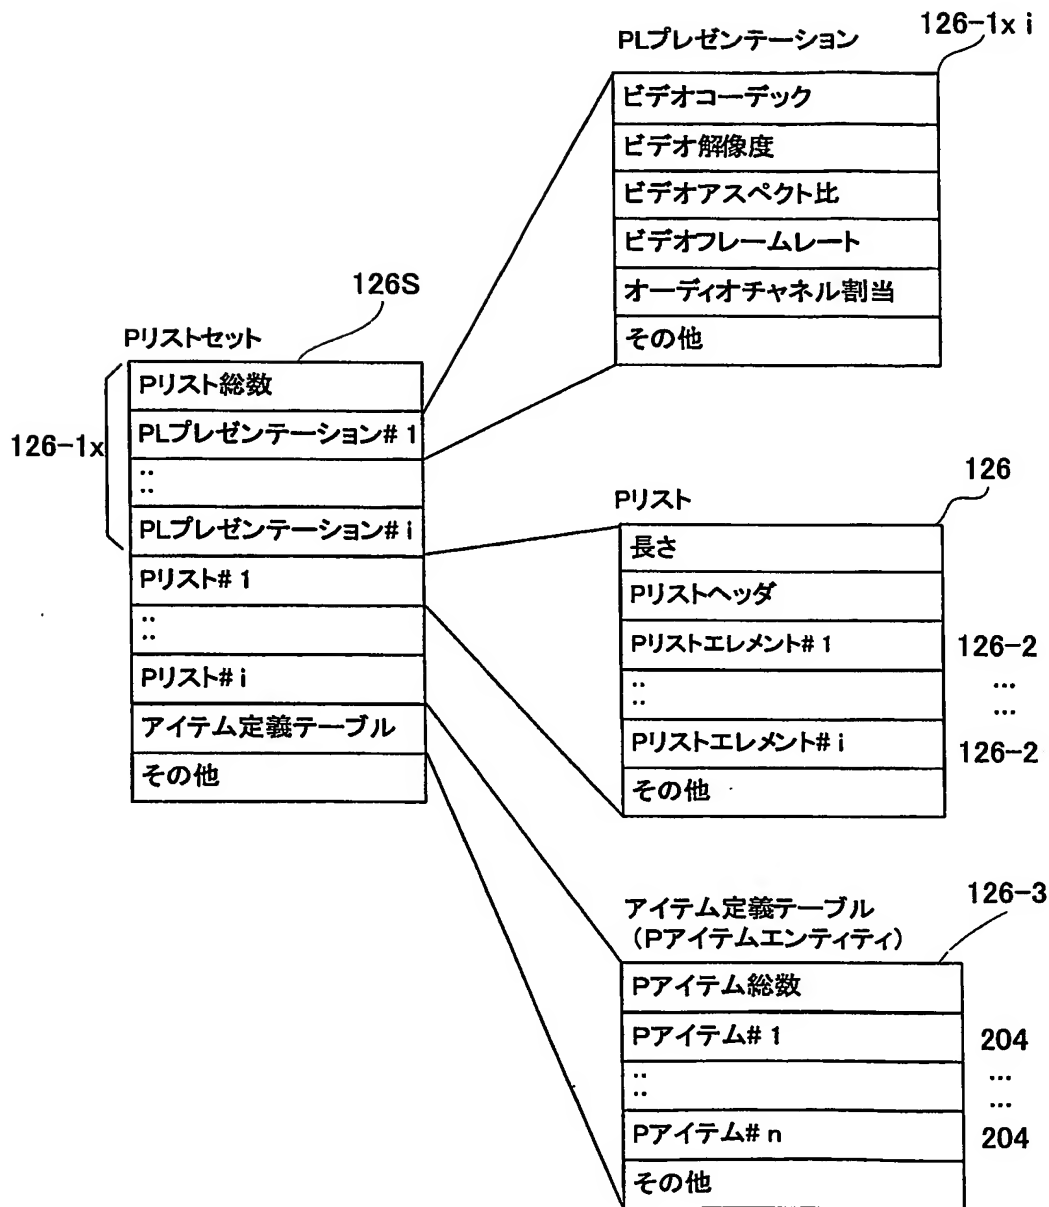 126-1x i
PLプレゼンテーション
ビデオコーデック
ビデオ解像度
ビデオアスペクト比
ビデオフレームレート
オーディオチャネル割当
その他
126S
Pリストセット
Pリスト総数
PLプレゼンテーション# 1
::
PLプレゼンテーション# i
Pリスト# 1
::
Pリスト# i
アイテム定義テーブル
その他
126-1x
126
Pリスト
長さ
Pリストヘッダ
Pリストエレメント# 1 126-2
:: ...
...
Pリストエレメント# i 126-2
その他
126-3
アイテム定義テーブル
(Pアイテムエンティティ)
Pアイテム総数
Pアイテム# 1 204
:: ...
...
Pアイテム# n 204
その他